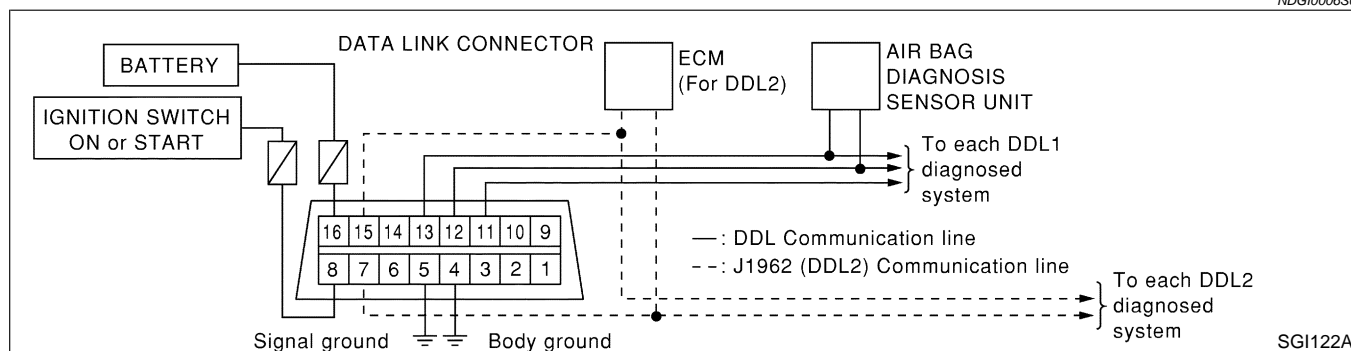 NDGI0006S0
BATTERY
IGNITION SWITCH
ON or START
DATA LINK CONNECTOR
ECM
(For DDL2)
AIR BAG
DIAGNOSIS
SENSOR UNIT
To each DDL1
diagnosed
system
16 15 14 13 12 11 10 9
8 7 6 5 4 3 2 1
: DDL Communication line
: J1962 (DDL2) Communication line
To each DDL2
diagnosed
system
Signal ground
Body ground
SGI122A